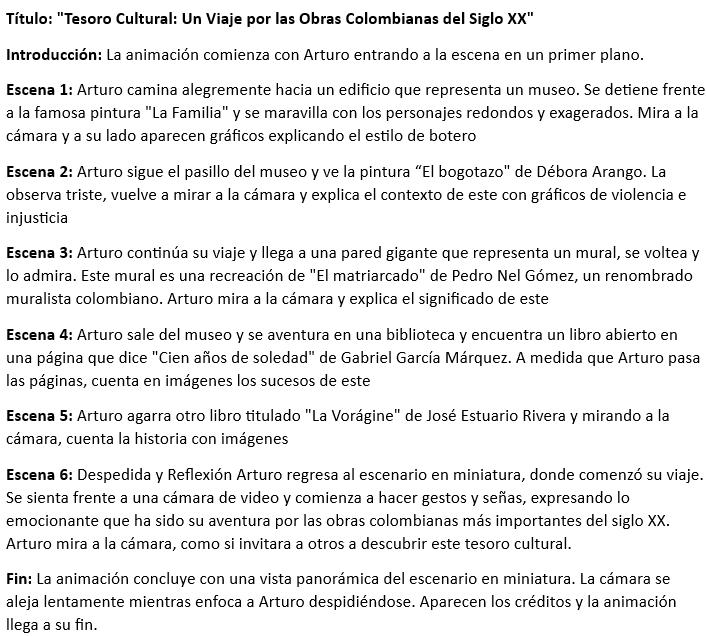 Título: "Tesoro Cultural: Un Viaje por las Obras Colombianas del Siglo XX"
Introducción: La animación comienza con Arturo entrando a la escena en un primer plano.
Escena 1: Arturo camina alegremente hacia un edificio que representa un museo. Se detiene frente
a la famosa pintura "La Familia" y se maravilla con los personajes redondos y exagerados. Mira a la
cámara y a su lado aparecen gráficos explicando el estilo de botero
Escena 2: Arturo sigue el pasillo del museo y ve la pintura “El bogotazo" de Débora Arango. La
observa triste, vuelve a mirar a la cámara y explica el contexto de este con gráficos de violencia e
injusticia
Escena 3: Arturo continúa su viaje y llega a una pared gigante que representa un mural, se voltea y
lo admira. Este mural es una recreación de "El matriarcado" de Pedro Nel Gómez, un renombrado
muralista colombiano. Arturo mira a la cámara y explica el significado de este
Escena 4: Arturo sale del museo y se aventura en una biblioteca y encuentra un libro abierto en
una página que dice "Cien años de soledad" de Gabriel García Márquez. A medida que Arturo pasa
las páginas, cuenta en imágenes los sucesos de este
Escena 5: Arturo agarra otro libro titulado "La Vorágine" de José Estuario Rivera y mirando a la
cámara, cuenta la historia con imágenes
Escena 6: Despedida y Reflexión Arturo regresa al escenario en miniatura, donde comenzó su viaje.
Se sienta frente a una cámara de video y comienza a hacer gestos y señas, expresando lo
emocionante que ha sido su aventura por las obras colombianas más importantes del siglo XX.
Arturo mira a la cámara, como si invitara a otros a descubrir este tesoro cultural.
Fin: La animación concluye con una vista panorámica del escenario en miniatura. La cámara se
aleja lentamente mientras enfoca a Arturo despidiéndose. Aparecen los créditos y la animación
llega a su fin.